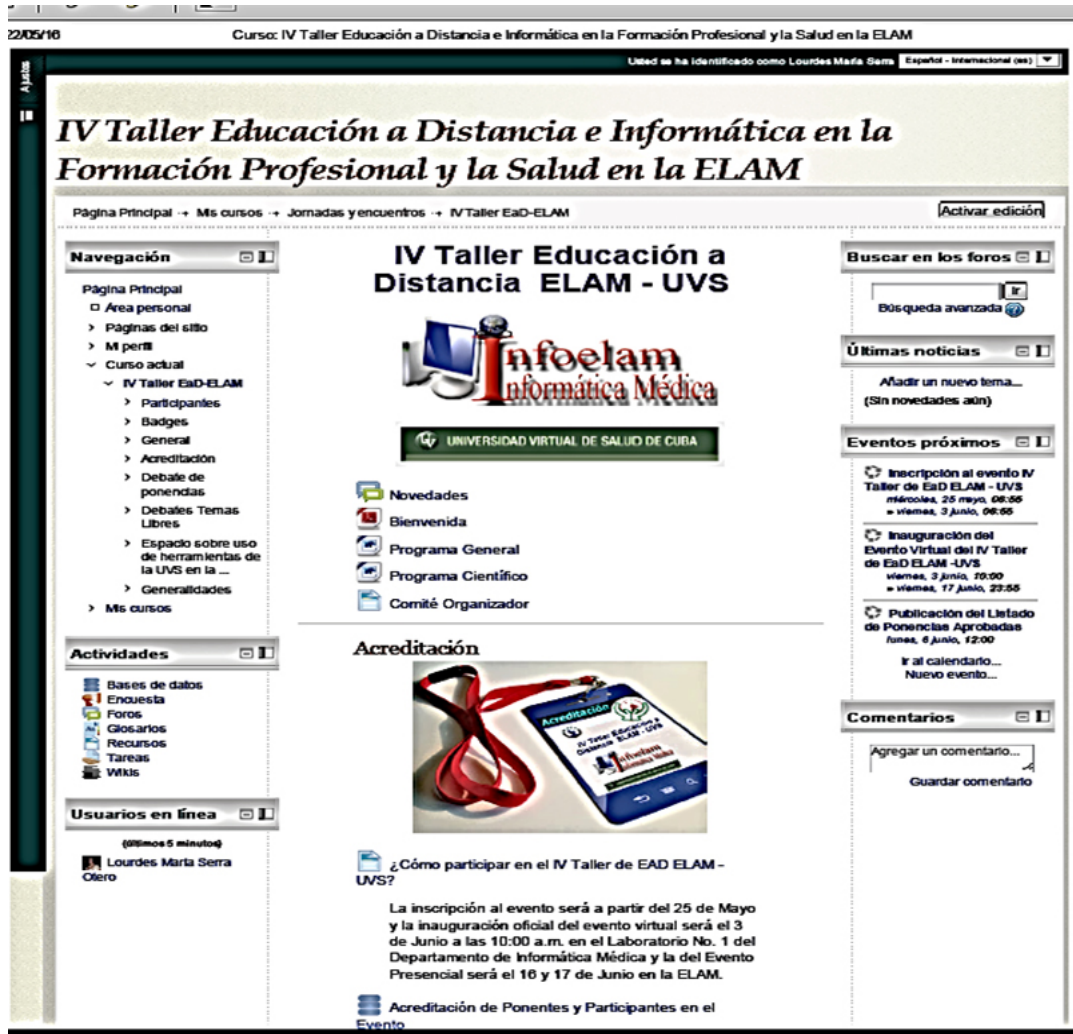 22/05/16
Curso: IV Taller Educación a Distancia e Informática en la Formación Profesional y la Salud en la ELAM
Ajustes
Usted se ha identificado como Lourdes María Serra
Español - Internacional (es)
IV Taller Educación a Distancia e Informática en la
Formación Profesional y la Salud en la ELAM
Página Principal → Mis cursos → Jornadas y encuentros → IV Taller EaD-ELAM
Activar edición
Navegación
Página Principal
Área personal
Páginas del sitio
Mi perfil
Curso actual
IV Taller EaD-ELAM
Participantes
Badges
General
Acreditación
Debate de
ponencias
Debates Temas
Libres
Espacio sobre uso
de herramientas de
la UVS en la ...
Generalidades
Mis cursos
Actividades
Bases de datos
Encuesta
Foros
Glosarios
Recursos
Tareas
Wikis
Usuarios en línea
(últimos 5 minutos)
Lourdes María Serra
Otero
IV Taller Educación a
Distancia ELAM - UVS
Infoelam
Informática Médica
UNIVERSIDAD VIRTUAL DE SALUD DE CUBA
Novedades
Bienvenida
Programa General
Programa Científico
Comité Organizador
Acreditación
Acreditación
IV Taller Educación a
Distancia ELAM - UVS
Infoelam
Informática Médica
¿Cómo participar en el IV Taller de EAD ELAM -
UVS?
La inscripción al evento será a partir del 25 de Mayo
y la inauguración oficial del evento virtual será el 3
de Junio a las 10:00 a.m. en el Laboratorio No. 1 del
Departamento de Informática Médica y la del Evento
Presencial será el 16 y 17 de Junio en la ELAM.
Acreditación de Ponentes y Participantes en el
Evento
Buscar en los foros
Ir
Búsqueda avanzada
Últimas noticias
Añadir un nuevo tema...
(Sin novedades aún)
Eventos próximos
Inscripción al evento IV
Taller de EaD ELAM - UVS
miércoles, 25 mayo, 06:55
» viernes, 3 junio, 06:55
Inauguración del
Evento Virtual del IV Taller
de EaD ELAM -UVS
viernes, 3 junio, 10:00
» viernes, 17 junio, 23:55
Publicación del Listado
de Ponencias Aprobadas
lunes, 6 junio, 12:00
Ir al calendario...
Nuevo evento...
Comentarios
Agregar un comentario...
Guardar comentario